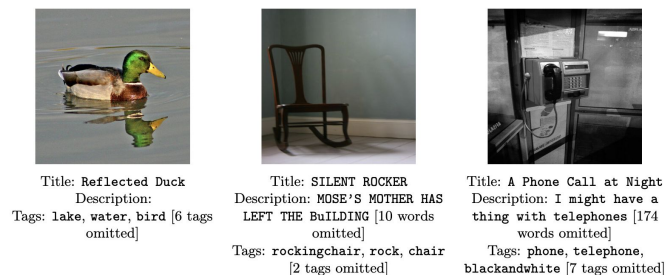 Title: Reflected Duck
Description:
Tags: lake, water, bird [6 tags
omitted]
Title: SILENT ROCKER
Description: MOSE'S MOTHER HAS
LEFT THE BuILDING [10 words
omitted]
Tags: rockingchair, rock, chair
[2 tags omitted]
Title: A Phone Call at Night
Description: I might have a
thing with telephones [174
words omitted]
Tags: phone, telephone,
blackandwhite [7 tags omitted]